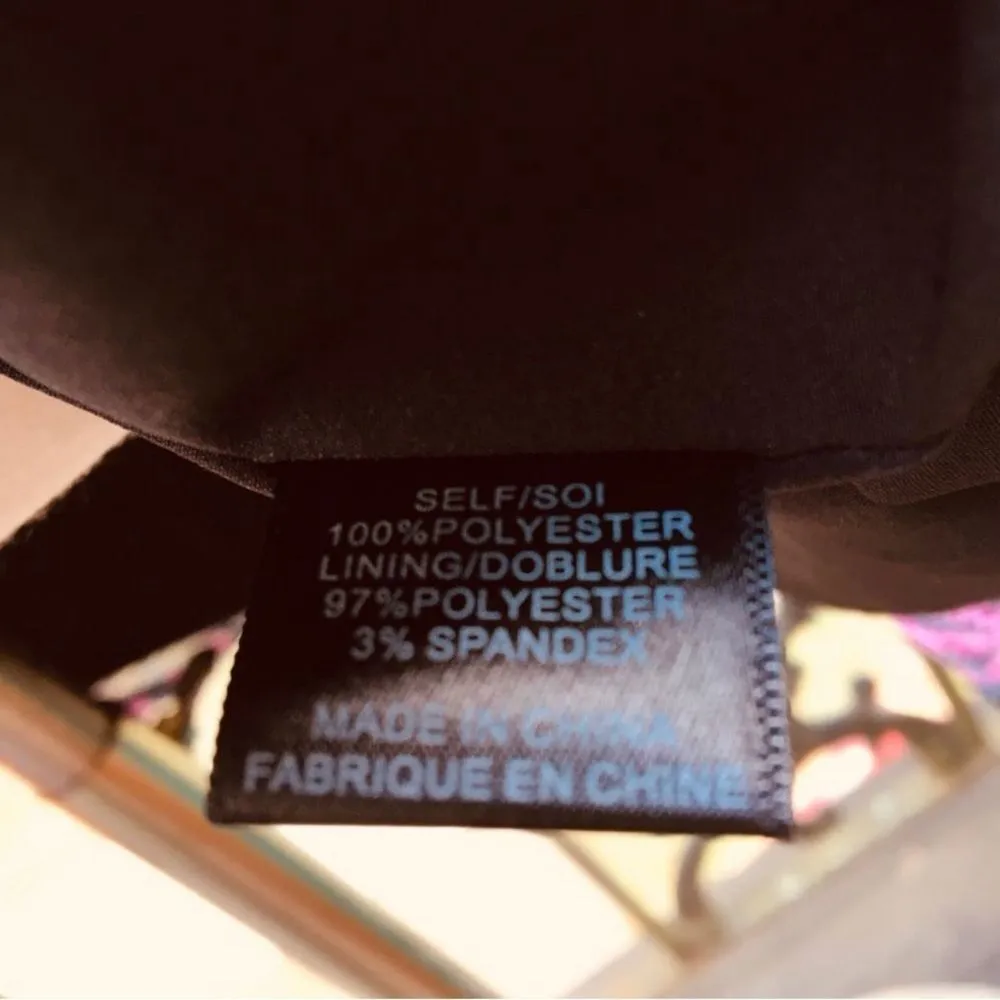 SELF/SOI
100%POLYESTER
LINING/DOBLURE
97%POLYESTER
3% SPANDEX
MADE IN CHINA
FABRIQUE EN CHINE